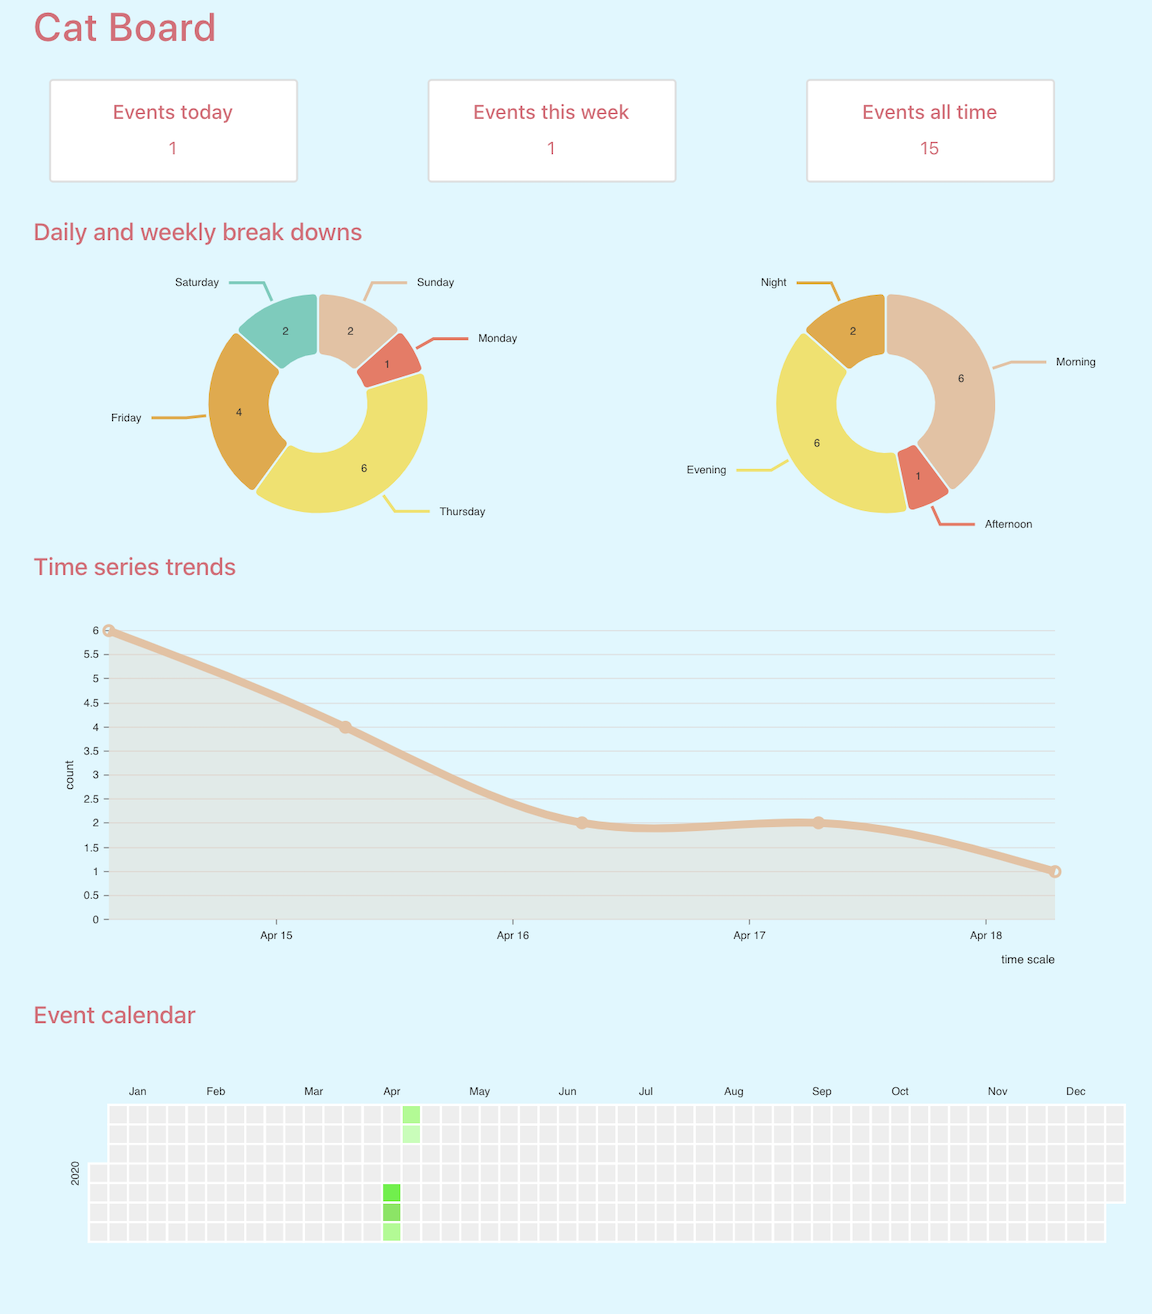 Cat Board
Events today
1
Events this week
1
Events all time
15
Daily and weekly break downs
Saturday
Sunday
2
2
Monday
1
Friday
4
6
Thursday
Night
2
Morning
6
Evening
6
1
Afternoon
Time series trends
6
5.5
5
4.5
4
3.5
3
2.5
2
1.5
1
0.5
0
count
Apr 15
Apr 16
Apr 17
Apr 18
time scale
Event calendar
Jan
Feb
Mar
Apr
May
Jun
Jul
Aug
Sep
Oct
Nov
Dec
2020